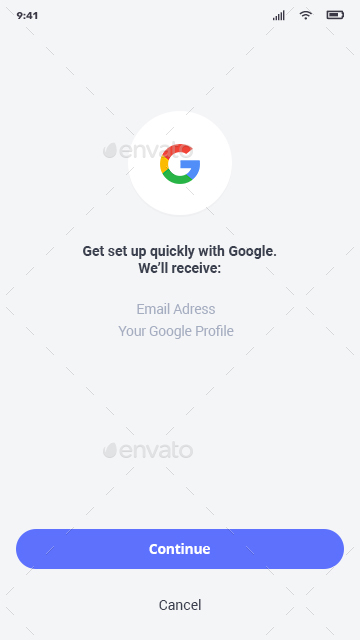 9:41
envato
Get set up quickly with Google.
We'll receive:
Email Adress
Your Google Profile
envato
Continue
Cancel